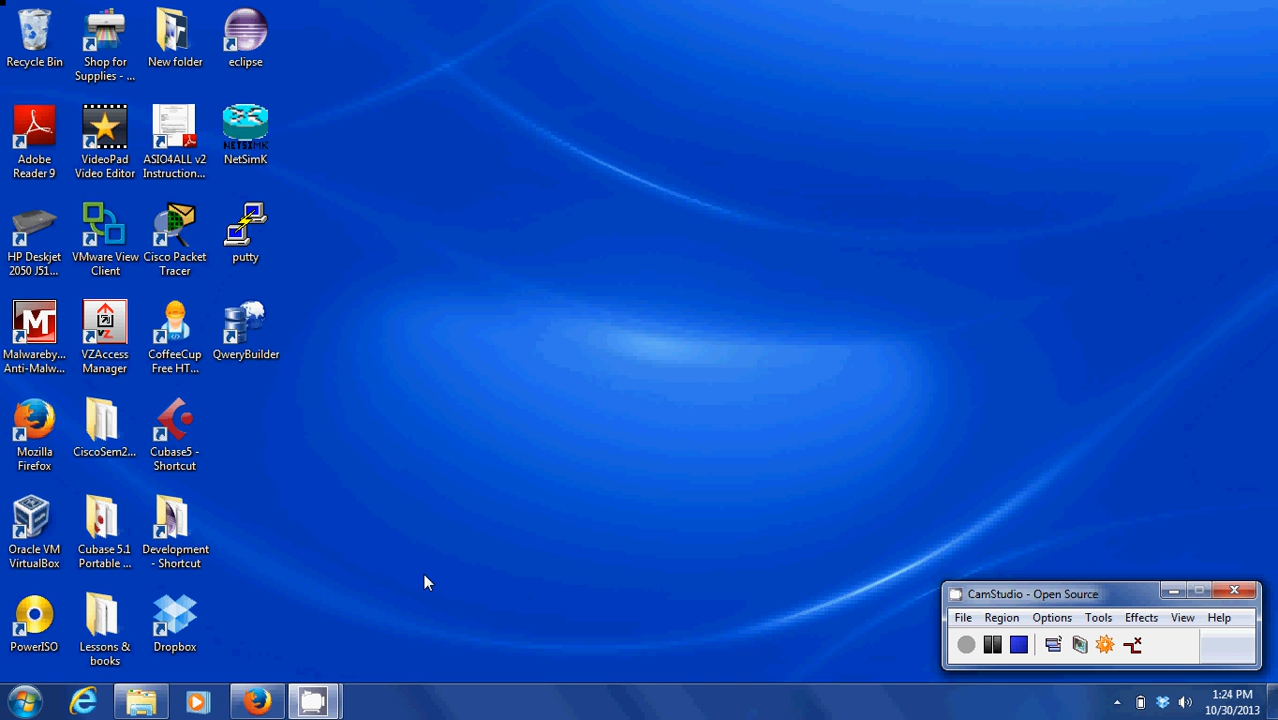 Recycle Bin
Shop for
Supplies - ...
New folder
eclipse
Adobe
Reader 9
VideoPad
Video Editor
ASIO4ALL v2
Instruction...
NETSIMK
NetSimK
HP Deskjet
2050 J51...
VMware View
Client
Cisco Packet
Tracer
putty
Malwareby...
Anti-Malw...
VZAccess
Manager
CoffeeCup
Free HT...
QweryBuilder
Mozilla
Firefox
CiscoSem2...
Cubase5 -
Shortcut
Oracle VM
VirtualBox
Cubase 5.1
Portable ...
Development
- Shortcut
PowerISO
Lessons &
books
Dropbox
CamStudio - Open Source
File Region Options Tools Effects View Help
1:24 PM
10/30/2013